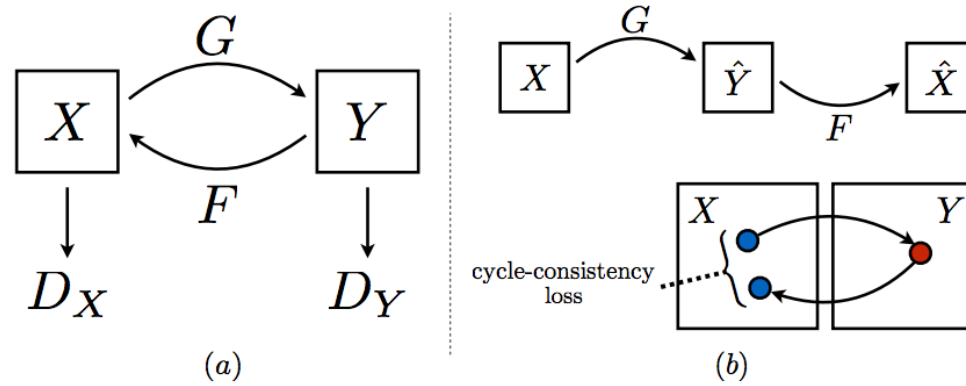 G
X
Y
F
D_X
D_Y
(a)
G
X
Ŷ
X̂
F
X
Y
cycle-consistency
loss
(b)